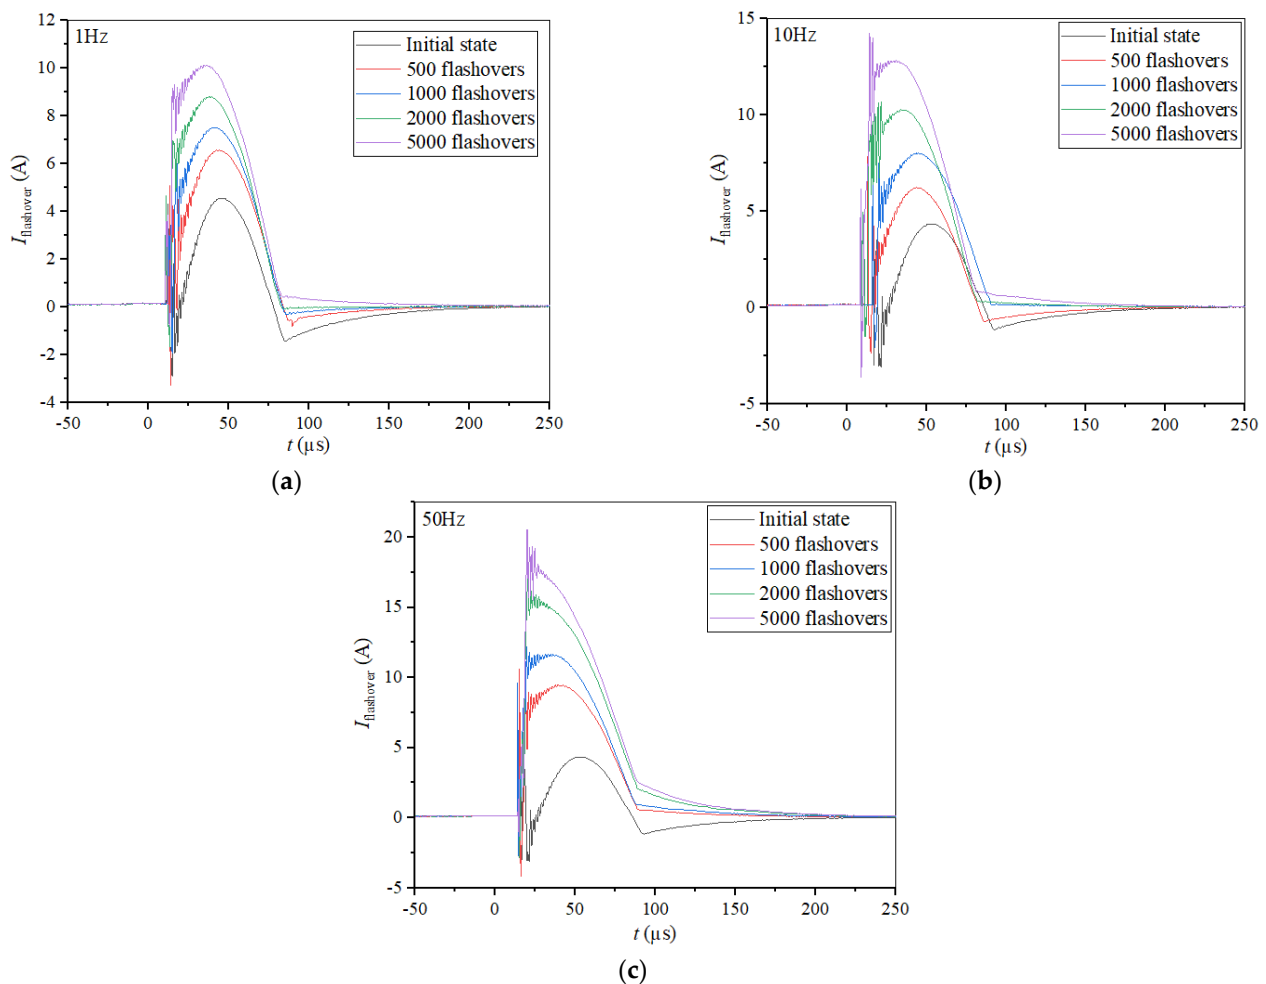 1Hz
Initial state
500 flashovers
1000 flashovers
2000 flashovers
5000 flashovers
12
10
8
6
4
2
0
-2
-4
I flashover (A)
-50 0 50 100 150 200 250
t (μs)
(a)
10Hz
Initial state
500 flashovers
1000 flashovers
2000 flashovers
5000 flashovers
15
10
5
0
-5
I flashover (A)
-50 0 50 100 150 200 250
t (μs)
(b)
50Hz
Initial state
500 flashovers
1000 flashovers
2000 flashovers
5000 flashovers
20
15
10
5
0
-5
I flashover (A)
-50 0 50 100 150 200 250
t (μs)
(c)